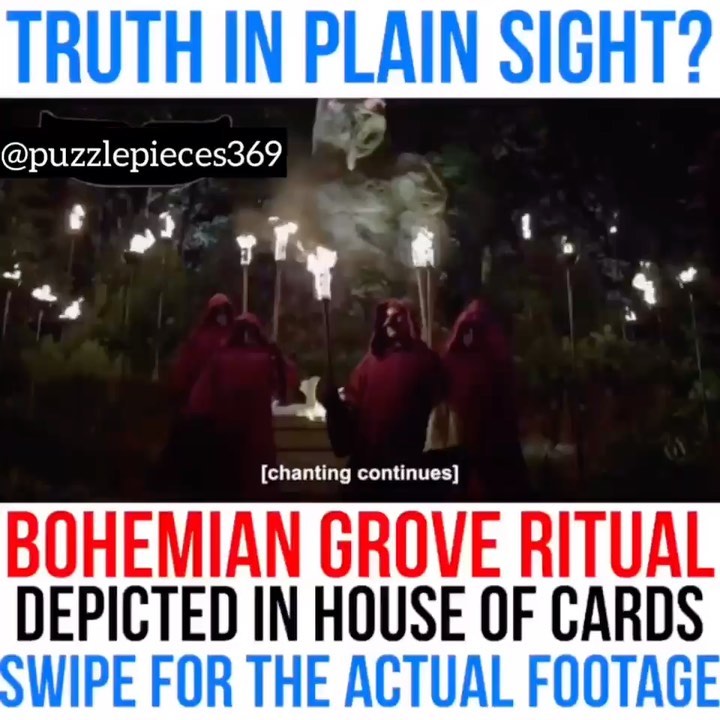 TRUTH IN PLAIN SIGHT?
@puzzlepieces369
[chanting continues]
BOHEMIAN GROVE RITUAL
DEPICTED IN HOUSE OF CARDS
SWIPE FOR THE ACTUAL FOOTAGE